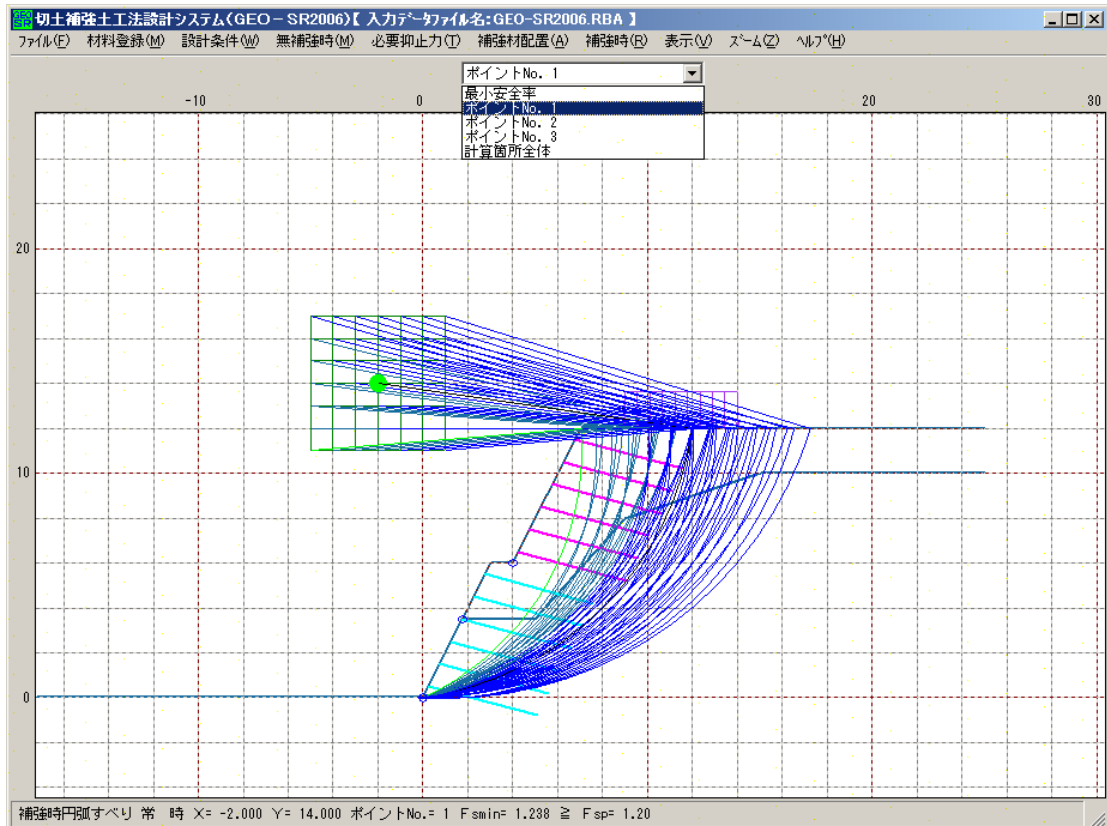 切土補強土工法設計システム(GEO-SR2006)【 入力ﾃﾞｰﾀﾌｧｲﾙ名:GEO-SR2006.RBA 】
ﾌｧｲﾙ(F) 材料登録(M) 設計条件(W) 無補強時(M) 必要抑止力(T) 補強材配置(A) 補強時(R) 表示(V) ｽﾞｰﾑ(Z) ﾍﾙﾌﾟ(H)
ポイントNo. 1
最小安全率
ポイントNo. 1
ポイントNo. 2
ポイントNo. 3
計算箇所全体
-10 0 20 30
20
10
0
補強時円弧すべり 常 時 X= -2.000 Y= 14.000 ポイントNo.= 1 Fsmin= 1.238 ≧ Fsp= 1.20